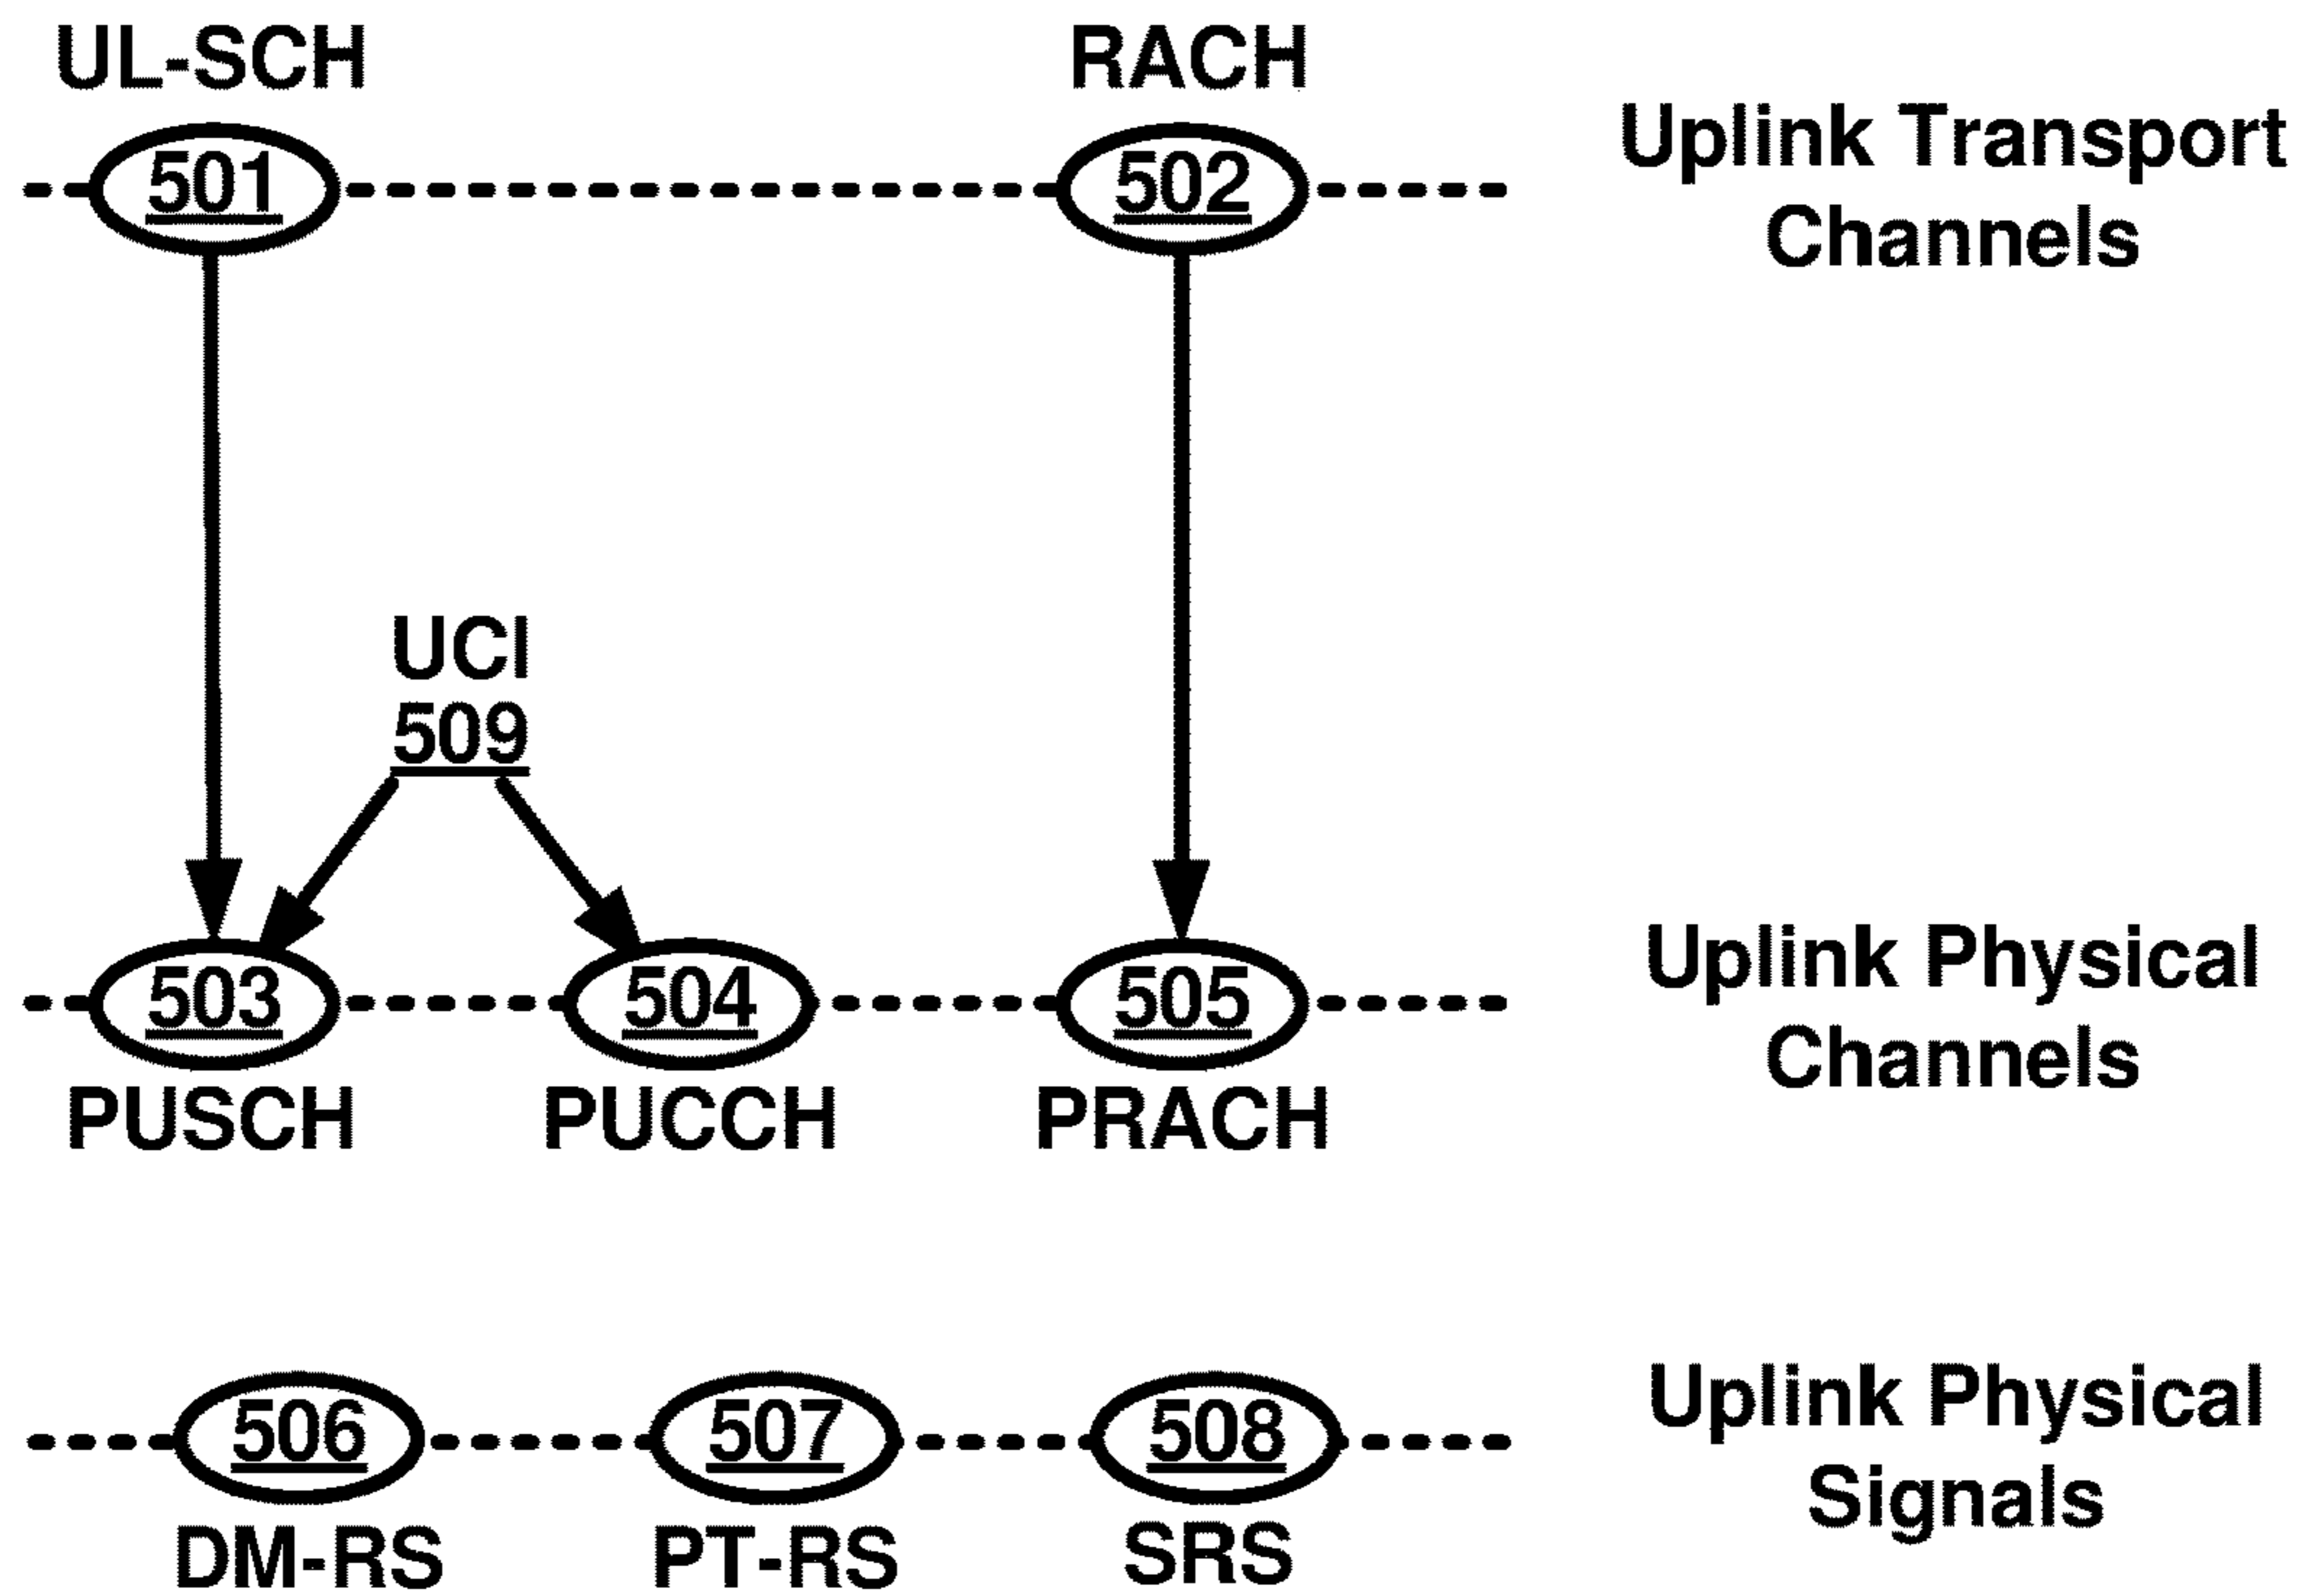 UL-SCH
RACH
501
502
Uplink Transport
Channels
UCI
509
503
504
505
Uplink Physical
Channels
PUSCH
PUCCH
PRACH
506
507
508
Uplink Physical
Signals
DM-RS
PT-RS
SRS